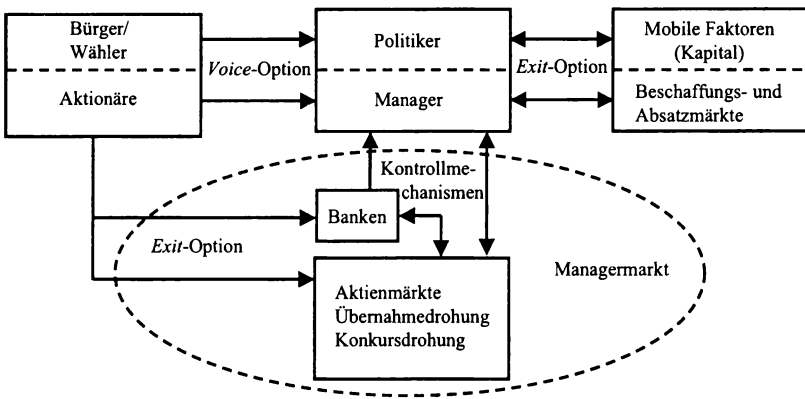 Bürger/
Wähler
Aktionäre
Voice-Option
Politiker
Manager
Exit-Option
Mobile Faktoren
(Kapital)
Beschaffungs- und
Absatzmärkte
Kontrollme-
chanismen
Banken
Exit-Option
Managermarkt
Aktienmärkte
Übernahmedrohung
Konkursdrohung